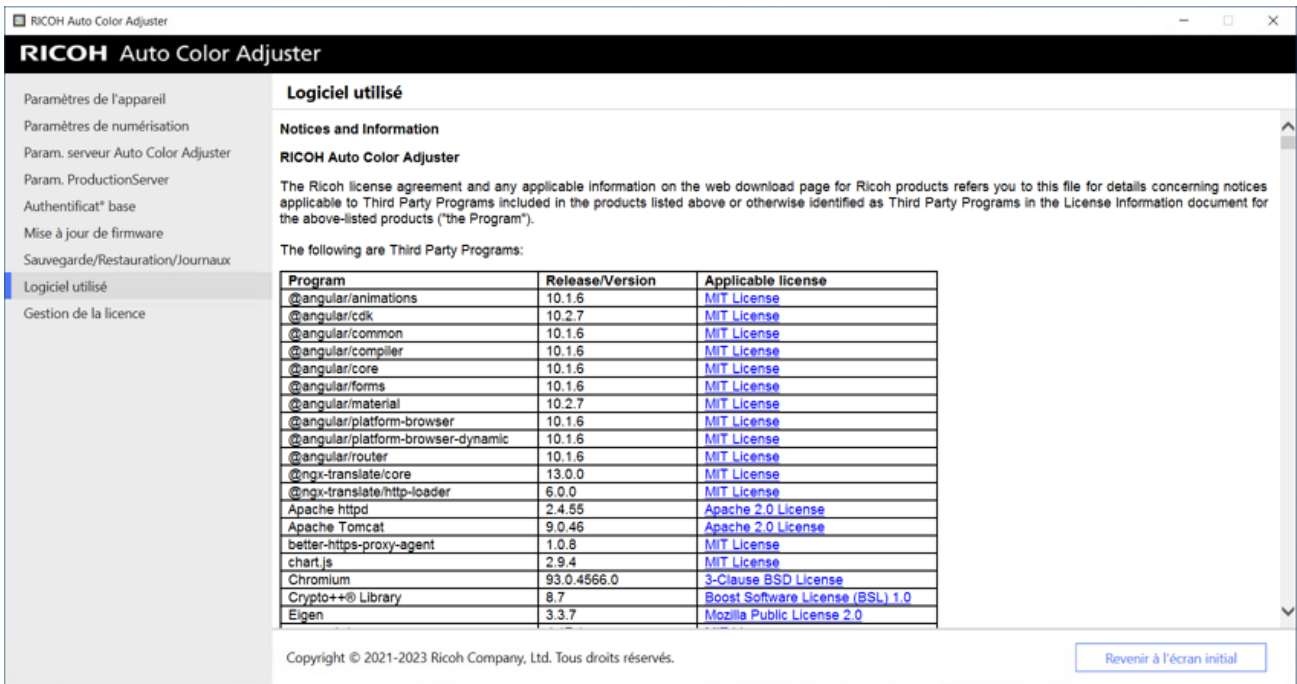 RICOH Auto Color Adjuster
RICOH Auto Color Adjuster
Paramètres de l'appareil
Paramètres de numérisation
Param. serveur Auto Color Adjuster
Param. ProductionServer
Authentificat° base
Mise à jour de firmware
Sauvegarde/Restauration/Journaux
Logiciel utilisé
Gestion de la licence
Logiciel utilisé
Notices and Information
RICOH Auto Color Adjuster
The Ricoh license agreement and any applicable information on the web download page for Ricoh products refers you to this file for details concerning notices
applicable to Third Party Programs included in the products listed above or otherwise identified as Third Party Programs in the License Information document for
the above-listed products ("the Program").
The following are Third Party Programs:
Program Release/Version Applicable license
@angular/animations 10.1.6 MIT License
@angular/cdk 10.2.7 MIT License
@angular/common 10.1.6 MIT License
@angular/compiler 10.1.6 MIT License
@angular/core 10.1.6 MIT License
@angular/forms 10.1.6 MIT License
@angular/material 10.2.7 MIT License
@angular/platform-browser 10.1.6 MIT License
@angular/platform-browser-dynamic 10.1.6 MIT License
@angular/router 10.1.6 MIT License
@ngx-translate/core 13.0.0 MIT License
@ngx-translate/http-loader 6.0.0 MIT License
Apache httpd 2.4.55 Apache 2.0 License
Apache Tomcat 9.0.46 Apache 2.0 License
better-https-proxy-agent 1.0.8 MIT License
chart.js 2.9.4 MIT License
Chromium 93.0.4566.0 3-Clause BSD License
Crypto++® Library 8.7 Boost Software License (BSL) 1.0
Eigen 3.3.7 Mozilla Public License 2.0
Copyright © 2021-2023 Ricoh Company, Ltd. Tous droits réservés.
Revenir à l'écran initial